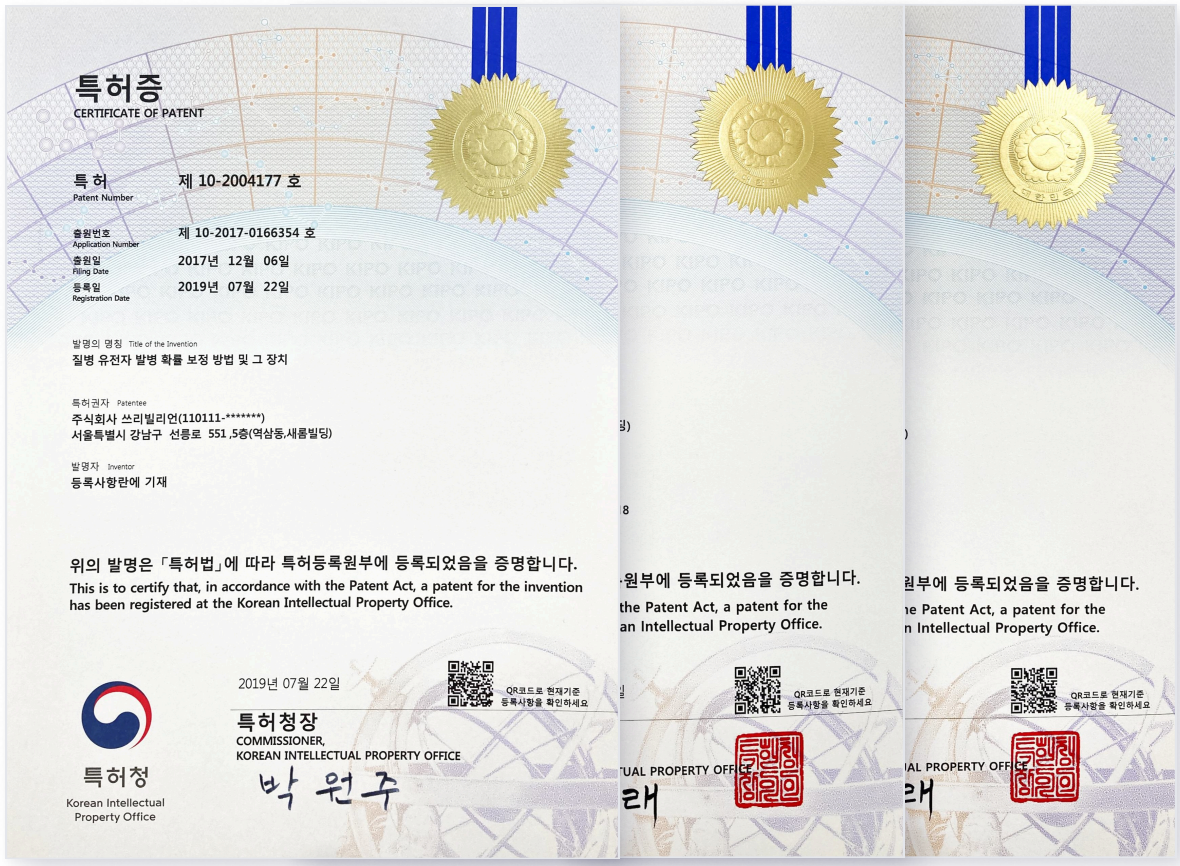 특허증
CERTIFICATE OF PATENT
특허
Patent Number
제 10-2004177 호
출원번호
Application Number
제 10-2017-0166354 호
출원일
Filing Date
2017년 12월 06일
등록일
Registration Date
2019년 07월 22일
발명의 명칭 Title of the Invention
질병 유전자 발병 확률 보정 방법 및 그 장치
특허권자 Patentee
주식회사 쓰리빌리언(110111-*******)
서울특별시 강남구 선릉로 551 ,5층(역삼동,새롬빌딩)
발명자 Inventor
등록사항란에 기재
위의 발명은 「특허법」에 따라 특허등록원부에 등록되었음을 증명합니다.
This is to certify that, in accordance with the Patent Act, a patent for the invention
has been registered at the Korean Intellectual Property Office.
2019년 07월 22일
QR코드로 현재기준
등록사항을 확인하세요
특허청장
COMMISSIONER,
KOREAN INTELLECTUAL PROPERTY OFFICE
박원주
특허청
Korean Intellectual
Property Office
)
8
원부에 등록되었음을 증명합니다.
the Patent Act, a patent for the
an Intellectual Property Office.
QR코드로 현재기준
등록사항을 확인하세요
UAL PROPERTY OFFICE
래
)
원부에 등록되었음을 증명합니다.
e Patent Act, a patent for the
n Intellectual Property Office.
QR코드로 현재기준
등록사항을 확인하세요
AL PROPERTY OFFICE
대한민국